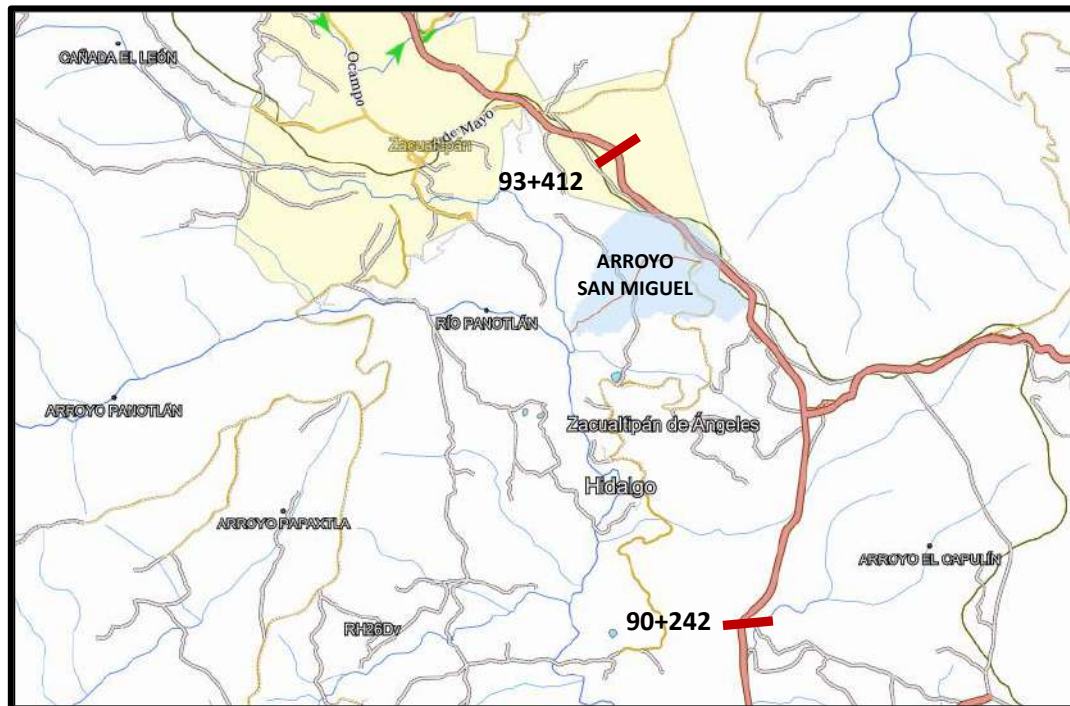 CAÑADA EL LEÓN
Ocampo
de Mayo
Zacualtipán
93+412
ARROYO
SAN MIGUEL
RÍO PANOTLÁN
ARROYO PANOTLÁN
Zacualtipán de Ángeles
Hidalgo
ARROYO PAPAXTLA
ARROYO EL CAPULÍN
90+242
RH26Dv